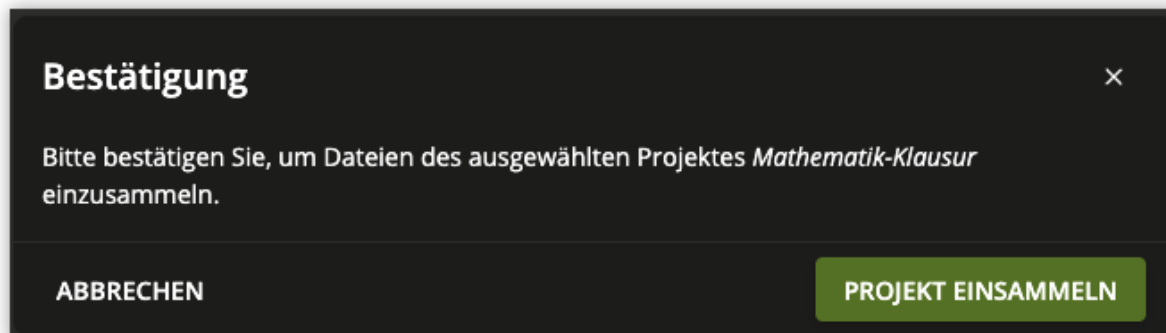 Bestätigung
Bitte bestätigen Sie, um Dateien des ausgewählten Projektes Mathematik-Klausur
einzusammeln.
ABBRECHEN
PROJEKT EINSAMMELN